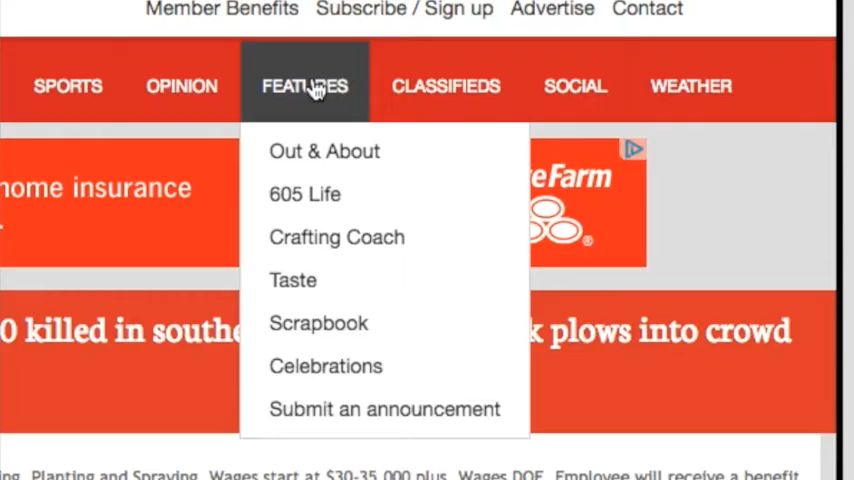 Member Benefits Subscribe / Sign up Advertise Contact
SPORTS OPINION FEATURES CLASSIFIEDS SOCIAL WEATHER
Out & About
home insurance
eFarm
605 Life
Crafting Coach
Taste
Scrapbook
0 killed in southe k plows into crowd
Celebrations
Submit an announcement
ing, Planting and Spraying. Wages start at $30-35,000 plus. Wages DOE. Employee will receive a benefit